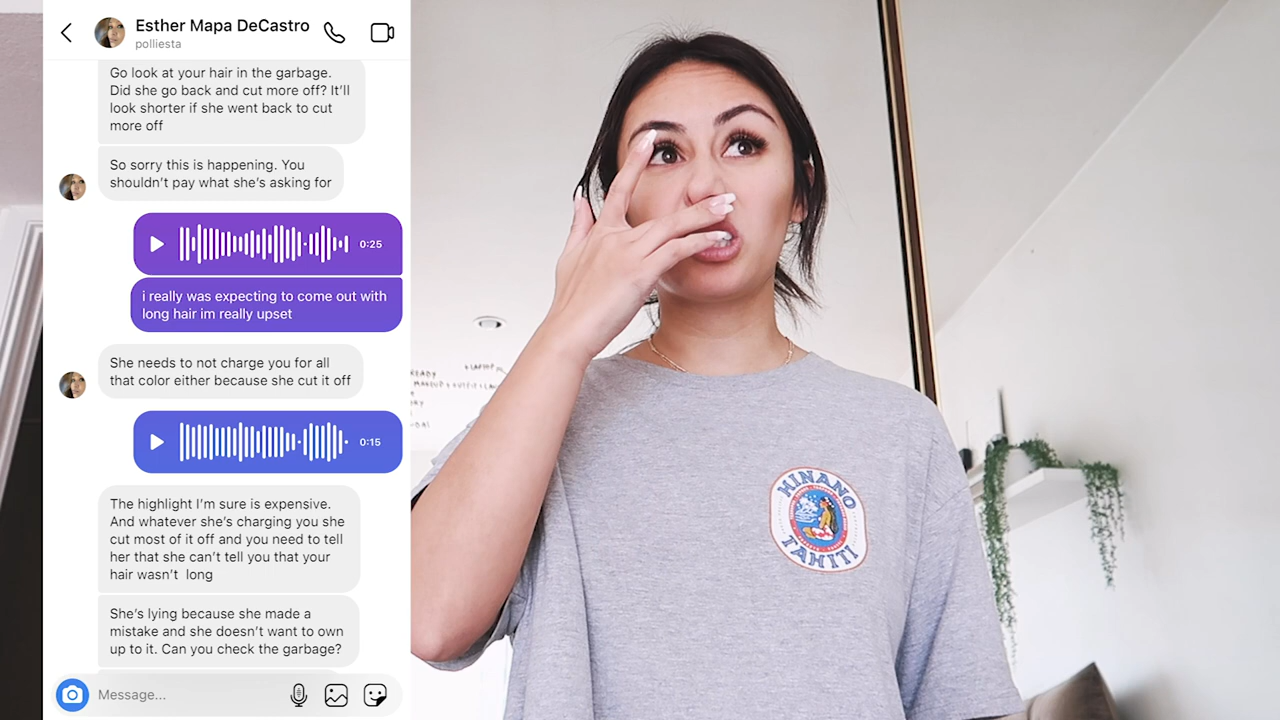 Esther Mapa DeCastro
polliesta
Go look at your hair in the garbage.
Did she go back and cut more off? It'll
look shorter if she went back to cut
more off
So sorry this is happening. You
shouldn't pay what she's asking for
0:25
i really was expecting to come out with
long hair im really upset
She needs to not charge you for all
that color either because she cut it off
0:15
The highlight I'm sure is expensive.
And whatever she's charging you she
cut most of it off and you need to tell
her that she can't tell you that your
hair wasn't long
She's lying because she made a
mistake and she doesn't want to own
up to it. Can you check the garbage?
Message...
HINANO
TAHITI